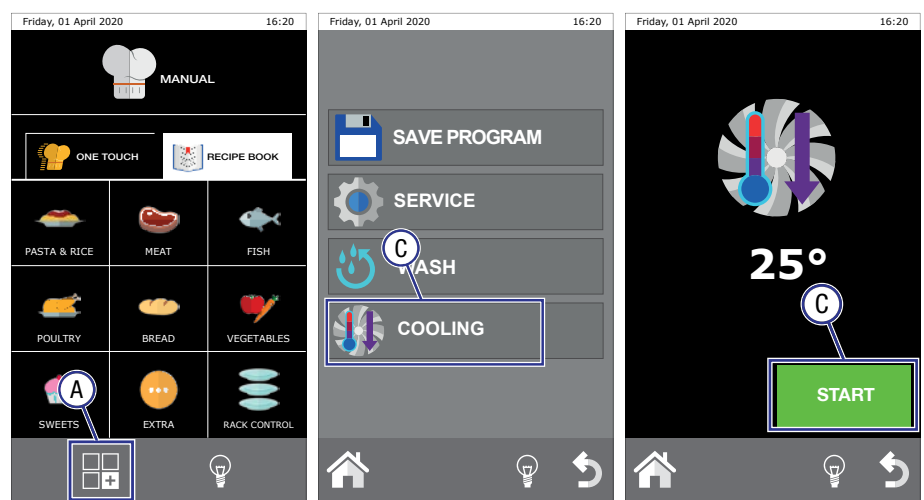 Friday, 01 April 2020 16:20
MANUAL
ONE TOUCH RECIPE BOOK
PASTA & RICE MEAT FISH
POULTRY BREAD VEGETABLES
A
SWEETS EXTRA RACK CONTROL
Friday, 01 April 2020 16:20
SAVE PROGRAM
SERVICE
C
WASH
COOLING
Friday, 01 April 2020 16:20
25°
C
START